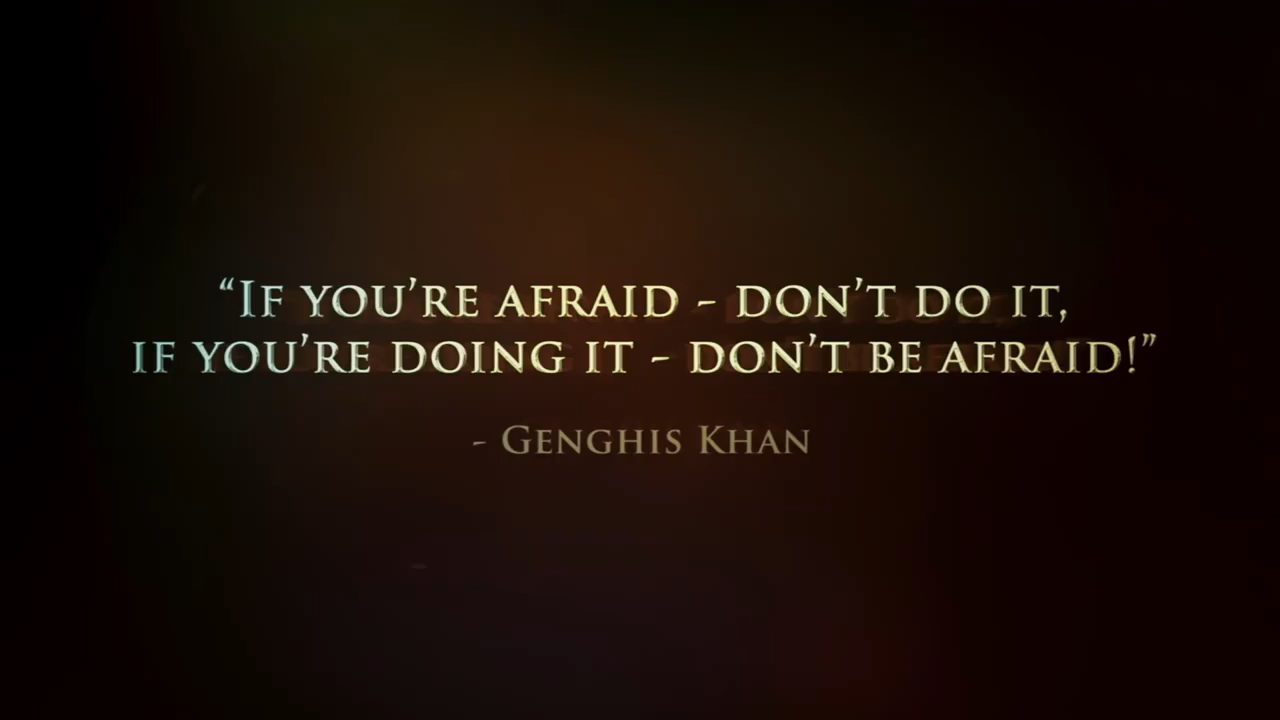 “If you’re afraid – don’t do it,
if you’re doing it – don’t be afraid!”
– Genghis Khan